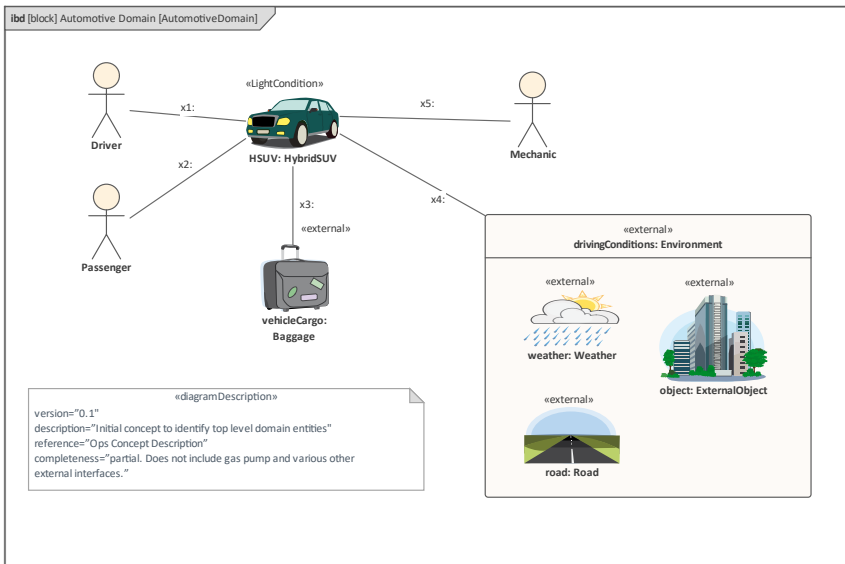 ibd [block] Automotive Domain [AutomotiveDomain]
«LightCondition»
x1:
x5:
Driver
HSUV: HybridSUV
Mechanic
x2:
x3:
x4:
«external»
Passenger
vehicleCargo:
Baggage
«external»
drivingConditions: Environment
«external»
weather: Weather
«external»
object: ExternalObject
«external»
road: Road
«diagramDescription»
version="0.1"
description="Initial concept to identify top level domain entities"
reference="Ops Concept Description"
completeness="partial. Does not include gas pump and various other
external interfaces."